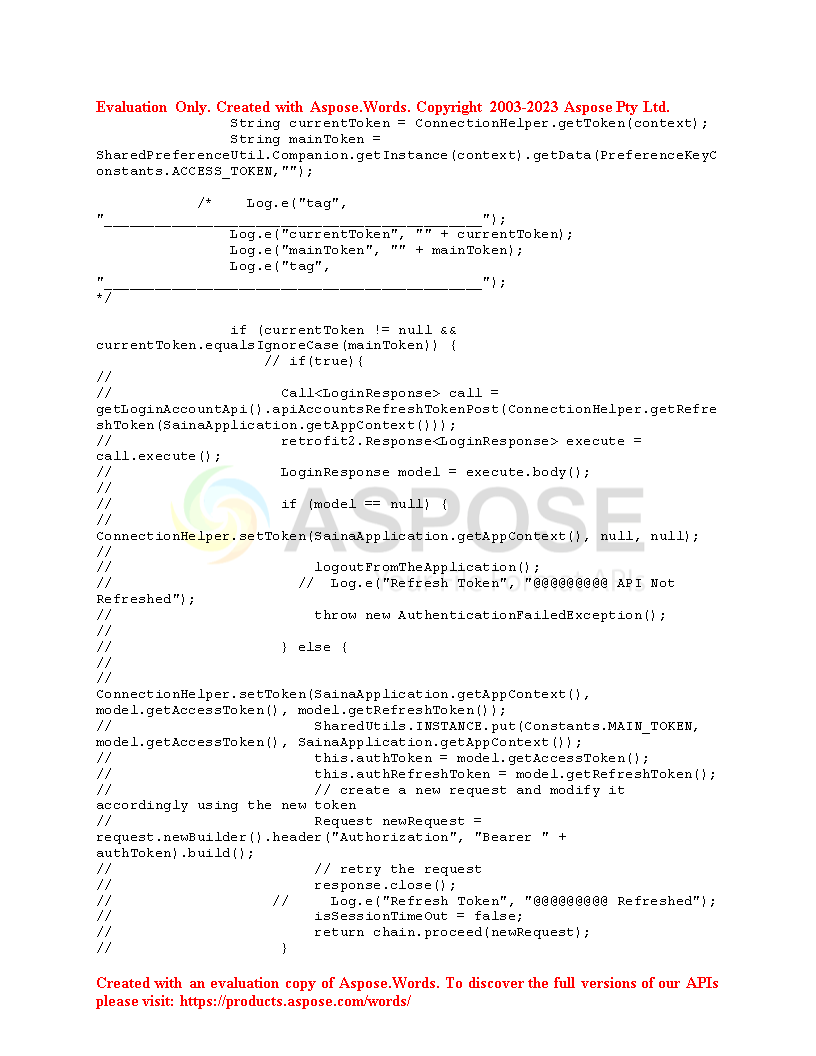 Evaluation Only. Created with Aspose.Words. Copyright 2003-2023 Aspose Pty Ltd.
String currentToken = ConnectionHelper.getToken(context);
String mainToken =
SharedPreferenceUtil.Companion.getInstance(context).getData(PreferenceKeyC
onstants.ACCESS_TOKEN,"");
/* Log.e("tag",
"_____________________________________________");
Log.e("currentToken", "" + currentToken);
Log.e("mainToken", "" + mainToken);
Log.e("tag",
"_____________________________________________");
*/
if (currentToken != null &&
currentToken.equalsIgnoreCase(mainToken)) {
// if(true){
//
// Call<LoginResponse> call =
getLoginAccountApi().apiAccountsRefreshTokenPost(ConnectionHelper.getRefre
shToken(SainaApplication.getAppContext()));
// retrofit2.Response<LoginResponse> execute =
call.execute();
// LoginResponse model = execute.body();
//
// if (model == null) {
//
ConnectionHelper.setToken(SainaApplication.getAppContext(), null, null);
//
// logoutFromTheApplication();
// // Log.e("Refresh Token", "@@@@@@@@@ API Not
Refreshed");
// throw new AuthenticationFailedException();
//
// } else {
//
//
ConnectionHelper.setToken(SainaApplication.getAppContext(),
model.getAccessToken(), model.getRefreshToken());
// SharedUtils.INSTANCE.put(Constants.MAIN_TOKEN,
model.getAccessToken(), SainaApplication.getAppContext());
// this.authToken = model.getAccessToken();
// this.authRefreshToken = model.getRefreshToken();
// // create a new request and modify it
accordingly using the new token
// Request newRequest =
request.newBuilder().header("Authorization", "Bearer " +
authToken).build();
// // retry the request
// response.close();
// // Log.e("Refresh Token", "@@@@@@@@@ Refreshed");
// isSessionTimeOut = false;
// return chain.proceed(newRequest);
// }
ASPOSE
Created with an evaluation copy of Aspose.Words. To discover the full versions of our APIs
please visit: https://products.aspose.com/words/